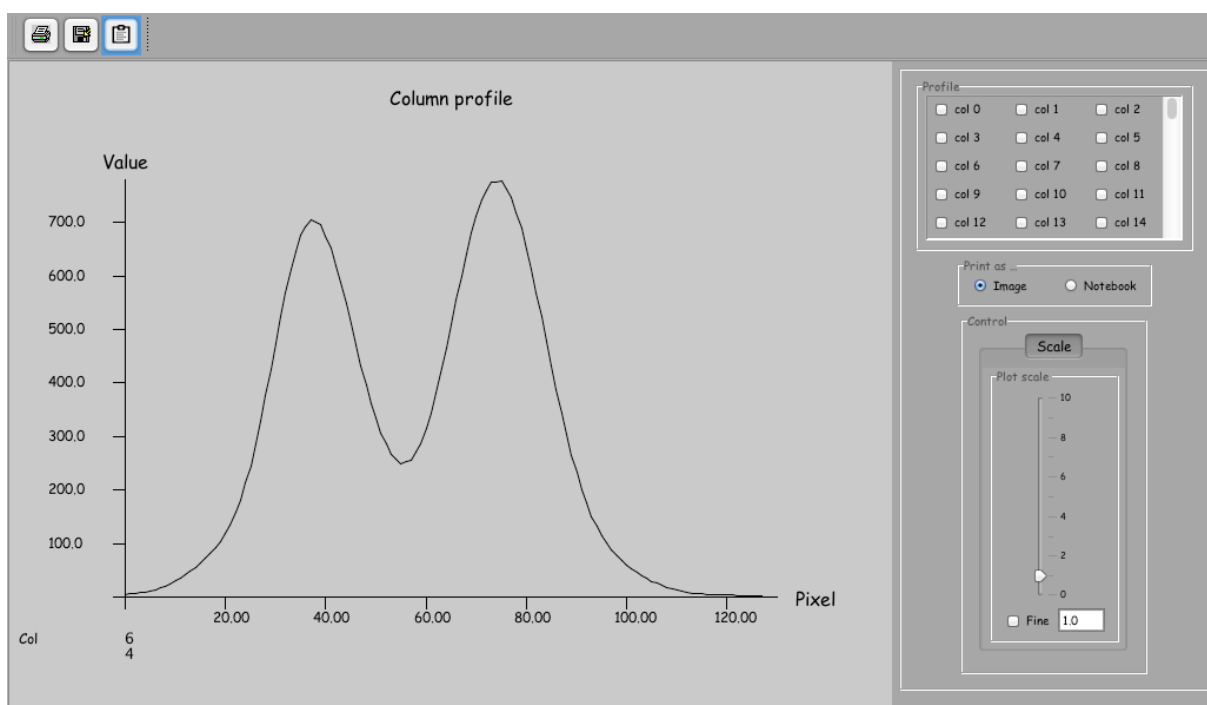 Column profile
Value
700.0
600.0
500.0
400.0
300.0
200.0
100.0
20.00 40.00 60.00 80.00 100.00 120.00
Pixel
Col 6
4
Profile
col 0 col 1 col 2
col 3 col 4 col 5
col 6 col 7 col 8
col 9 col 10 col 11
col 12 col 13 col 14
Print as ...
Image Notebook
Control
Scale
Plot scale
10
8
6
4
2
0
Fine 1.0